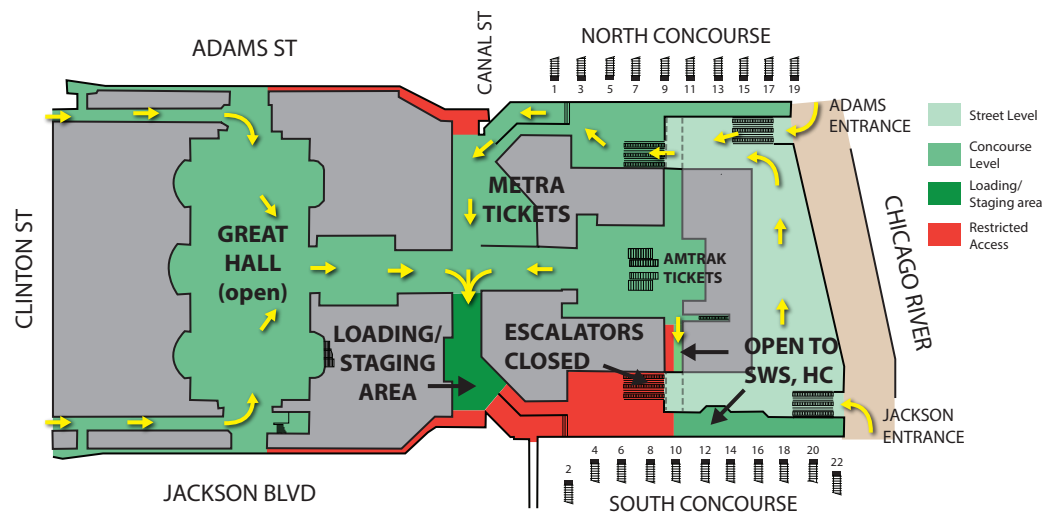 NORTH CONCOURSE
ADAMS ST
CANAL ST
1 3 5 7 9 11 13 15 17 19
ADAMS
ENTRANCE
Street Level
Concourse
Level
Loading/
Staging area
Restricted
Access
METRA
TICKETS
CLINTON ST
GREAT
HALL
(open)
AMTRAK
TICKETS
CHICAGO RIVER
LOADING/
STAGING
AREA
ESCALATORS
CLOSED
OPEN TO
SWS, HC
JACKSON
ENTRANCE
2 4 6 8 10 12 14 16 18 20 22
JACKSON BLVD
SOUTH CONCOURSE